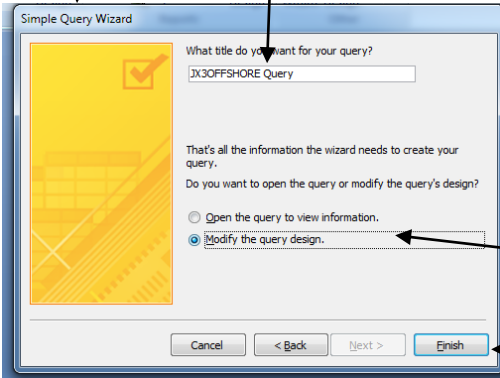 Simple Query Wizard
What title do you want for your query?
JX3OFFSHORE Query
That's all the information the wizard needs to create your
query.
Do you want to open the query or modify the query's design?
Open the query to view information.
Modify the query design.
Cancel
< Back
Next >
Finish